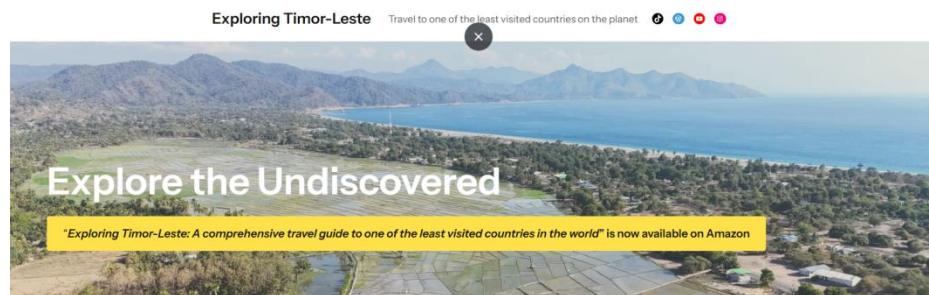 Exploring Timor-Leste Travel to one of the least visited countries on the planet
Explore the Undiscovered
"Exploring Timor-Leste: A comprehensive travel guide to one of the least visited countries in the world" is now available on Amazon